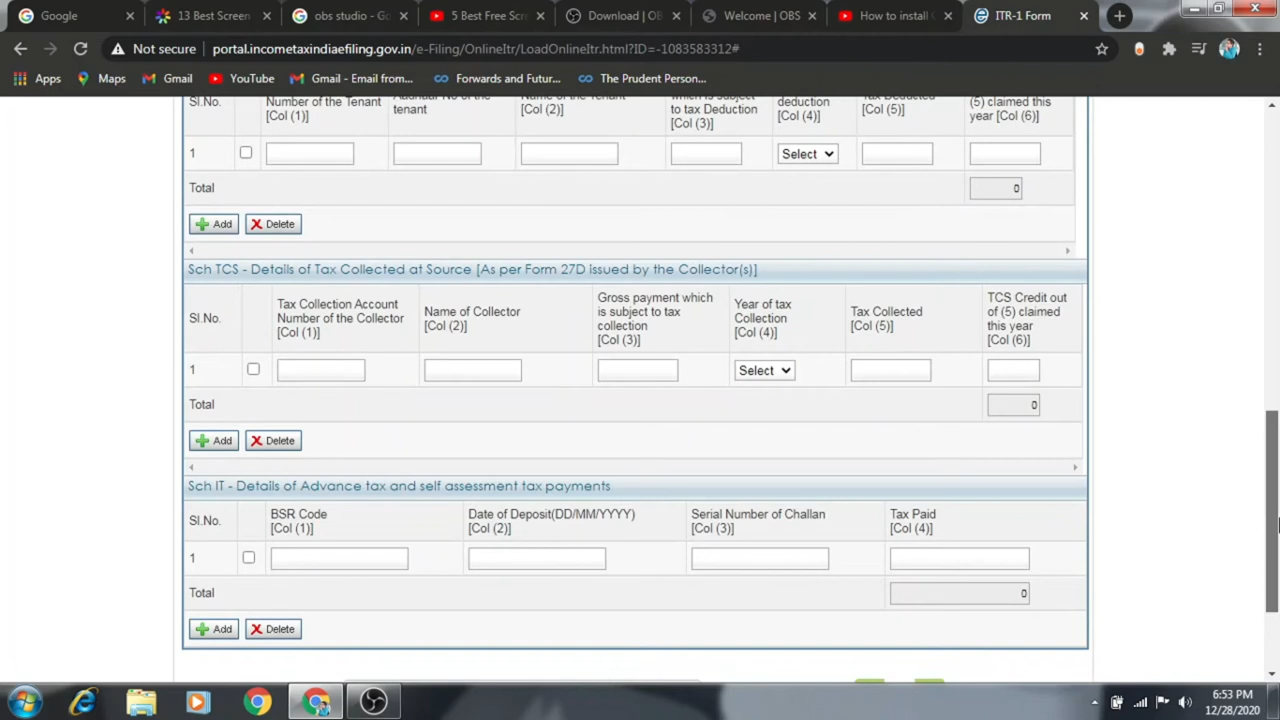 Google
13 Best Screen
obs studio - Go
5 Best Free Scr
Download | OB
Welcome | OBS
How to install
ITR-1 Form
Not secure
portal.incometaxindiaefiling.gov.in/e-Filing/OnlineItr/LoadOnlineItr.html?ID=-1083583312#
Apps
Maps
Gmail
YouTube
Gmail - Email from...
Forwards and Futur...
The Prudent Person...
Sl.No.
Number of the Tenant
[Col (1)]
Aadhaar No of the
tenant
Name of the Tenant
[Col (2)]
which is subject
to tax Deduction
[Col (3)]
deduction
[Col (4)]
Tax Deducted
[Col (5)]
(5) claimed this
year [Col (6)]
1
Select
Total
0
Add
Delete
Sch TCS - Details of Tax Collected at Source [As per Form 27D issued by the Collector(s)]
Sl.No.
Tax Collection Account
Number of the Collector
[Col (1)]
Name of Collector
[Col (2)]
Gross payment which
is subject to tax
collection
[Col (3)]
Year of tax
Collection
[Col (4)]
Tax Collected
[Col (5)]
TCS Credit out
of (5) claimed
this year
[Col (6)]
1
Select
Total
0
Add
Delete
Sch IT - Details of Advance tax and self assessment tax payments
Sl.No.
BSR Code
[Col (1)]
Date of Deposit(DD/MM/YYYY)
[Col (2)]
Serial Number of Challan
[Col (3)]
Tax Paid
[Col (4)]
1
Total
0
Add
Delete
6:53 PM
12/28/2020